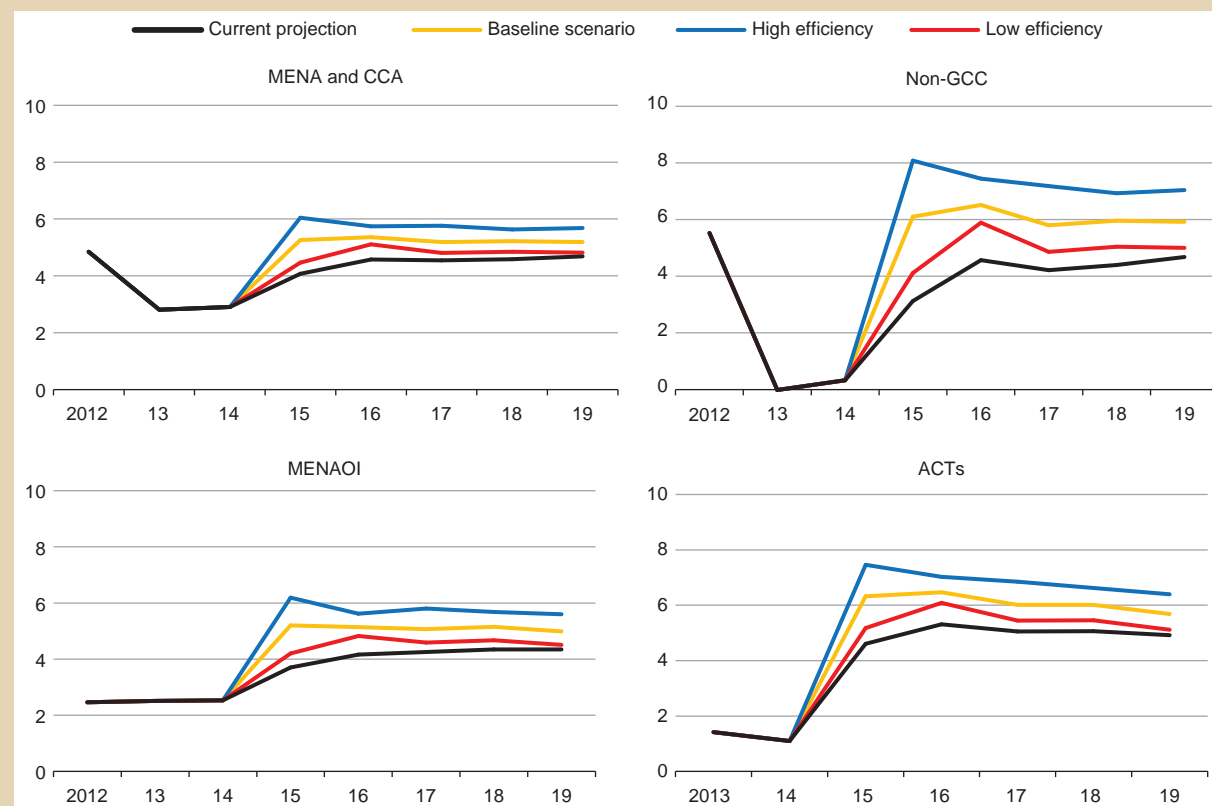 Current projection Baseline scenario High efficiency Low efficiency
MENA and CCA
10
8
6
4
2
0
2012 13 14 15 16 17 18 19
Non-GCC
10
8
6
4
2
0
2012 13 14 15 16 17 18 19
MENAOI
10
8
6
4
2
0
2012 13 14 15 16 17 18 19
ACTs
10
8
6
4
2
0
2013 14 15 16 17 18 19